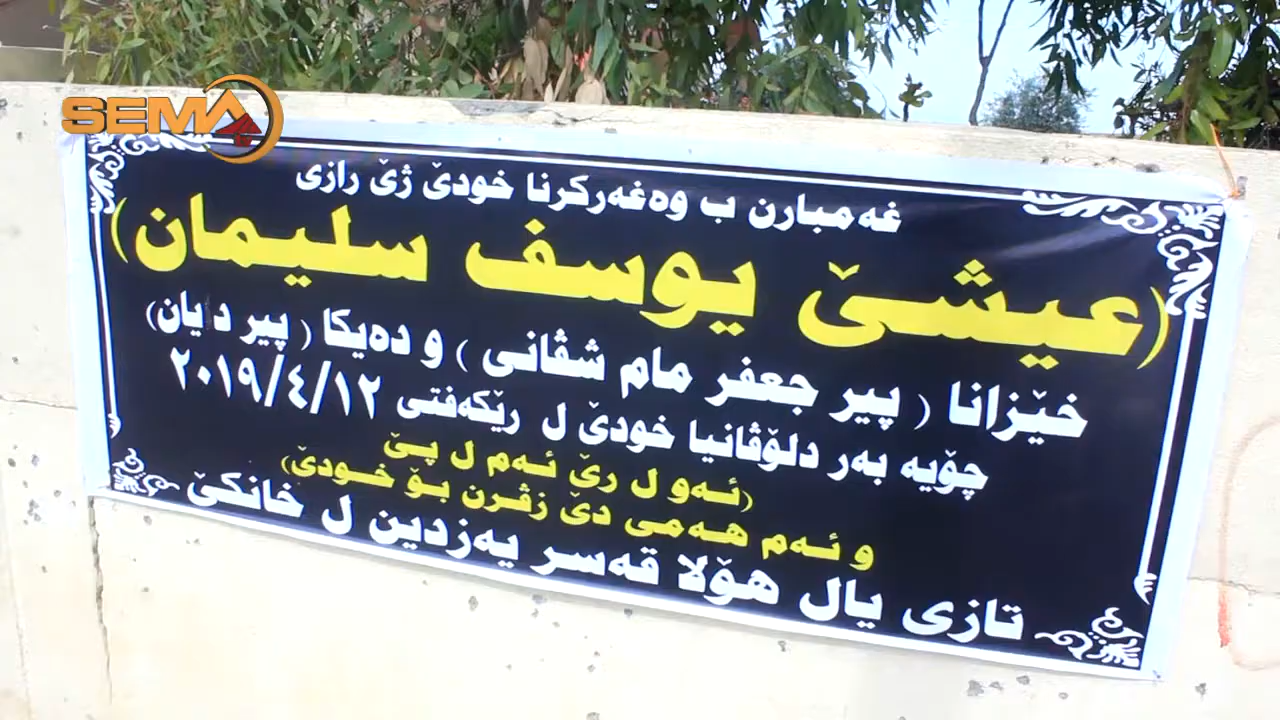 SEMA
غەمبارن ب وەغەرکرنا خودێ ژێ رازی
(عیشێ یوسف سلیمان)
خێزانا ( پیر جعفر مام شڤانی ) و دەیکا ( پیر دیان)
چۆیە بەر دلۆڤانیا خودێ ل رێکەفتی ٢٠١٩/٤/١٢
(ئەو ل رێ ئەم ل پێ
و ئەم هەمی دێ زڤرن بۆ خودێ)
تازی یال هۆلا قەسر یەزدین ل خانکێ